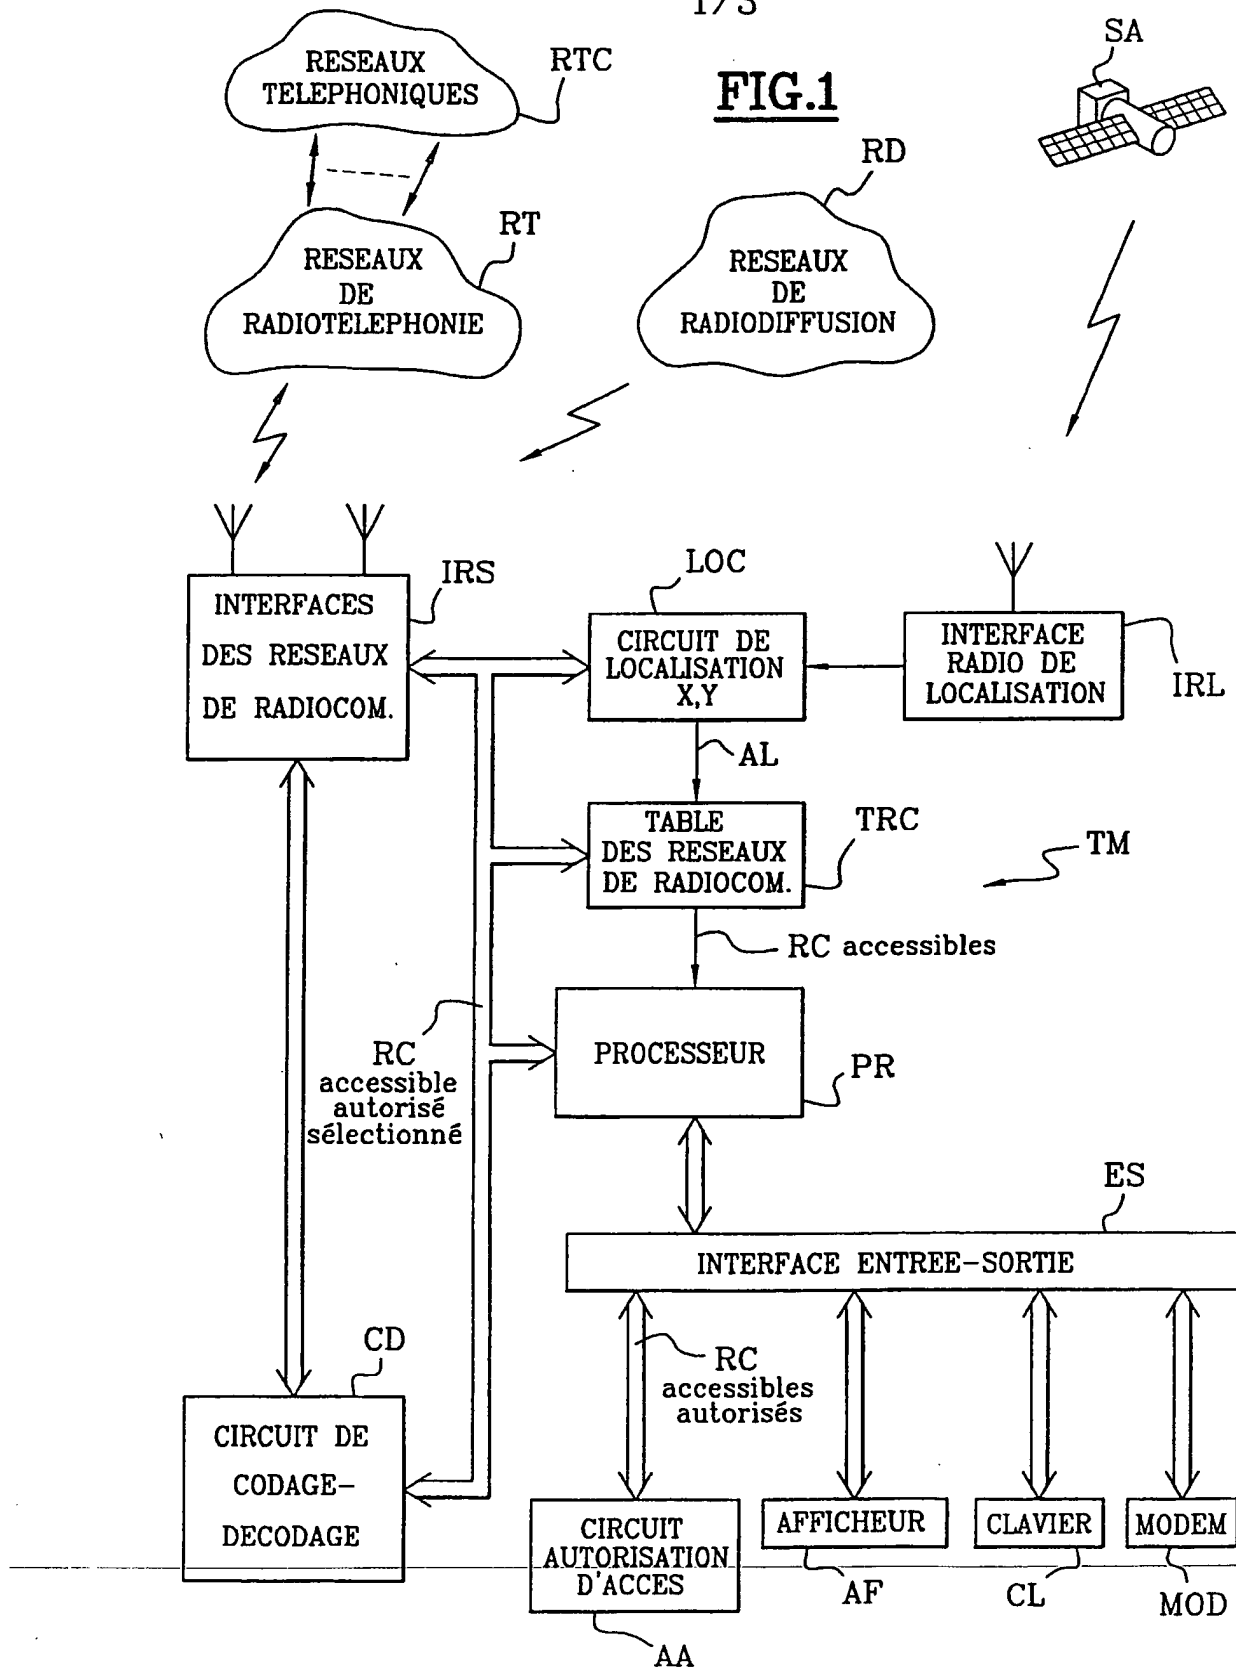 1/3
FIG.1
SA
RESEAUX
TELEPHONIQUES
RTC
RD
RT
RESEAUX
DE
RADIOTELEPHONIE
RESEAUX
DE
RADIODIFFUSION
IRS
INTERFACES
DES RESEAUX
DE RADIOCOM.
LOC
CIRCUIT DE
LOCALISATION
X,Y
INTERFACE
RADIO DE
LOCALISATION
IRL
AL
TABLE
DES RESEAUX
DE RADIOCOM.
TRC
TM
RC accessibles
PROCESSEUR
PR
RC
accessible
autorisé
sélectionné
ES
INTERFACE ENTREE-SORTIE
CD
RC
accessibles
autorisés
CIRCUIT DE
CODAGE-
DECODAGE
CIRCUIT
AUTORISATION
D'ACCES
AFFICHEUR
CLAVIER
MODEM
AA
AF
CL
MOD